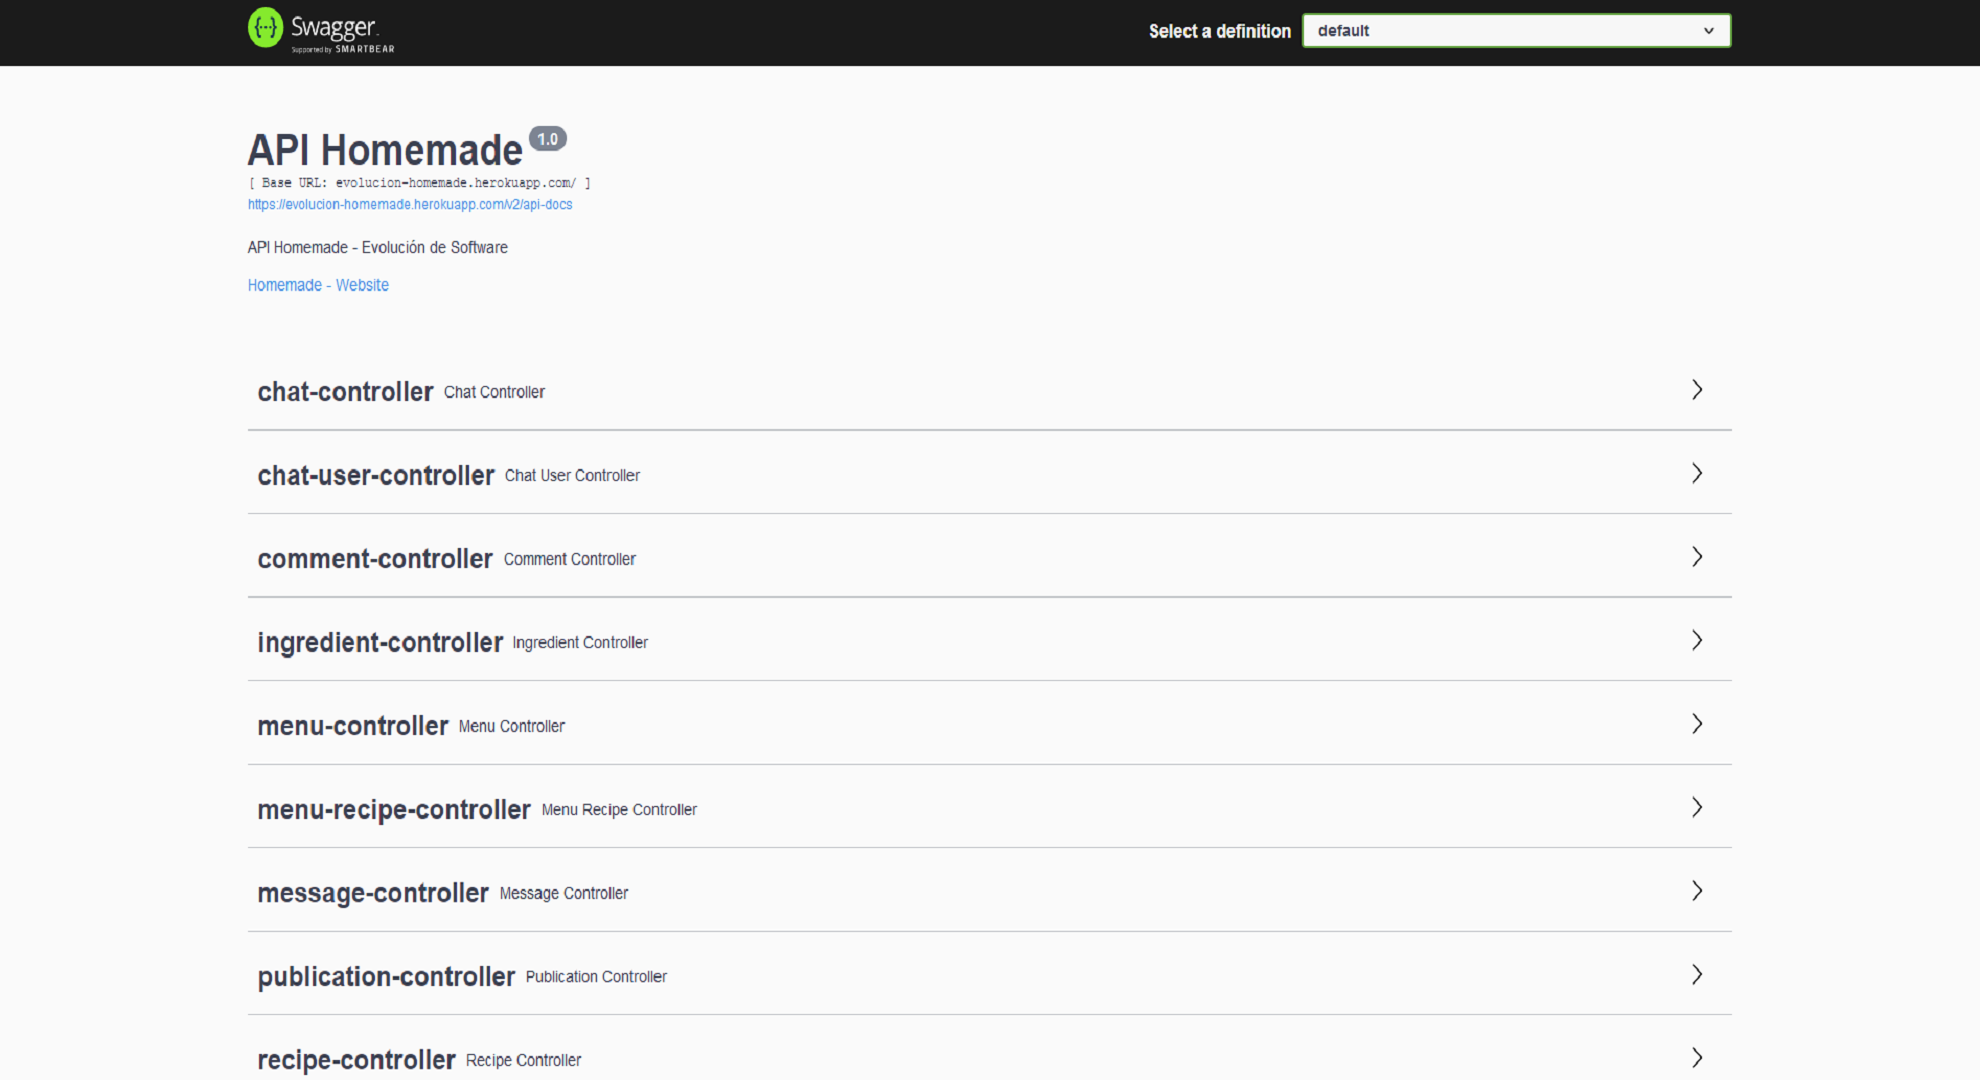 Swagger.
Supported by SMARTBEAR
Select a definition
default
API Homemade 1.0
[ Base URL: evolucion-homemade.herokuapp.com/ ]
https://evolucion-homemade.herokuapp.com/v2/api-docs
API Homemade - Evolución de Software
Homemade - Website
chat-controller Chat Controller
chat-user-controller Chat User Controller
comment-controller Comment Controller
ingredient-controller Ingredient Controller
menu-controller Menu Controller
menu-recipe-controller Menu Recipe Controller
message-controller Message Controller
publication-controller Publication Controller
recipe-controller Recipe Controller